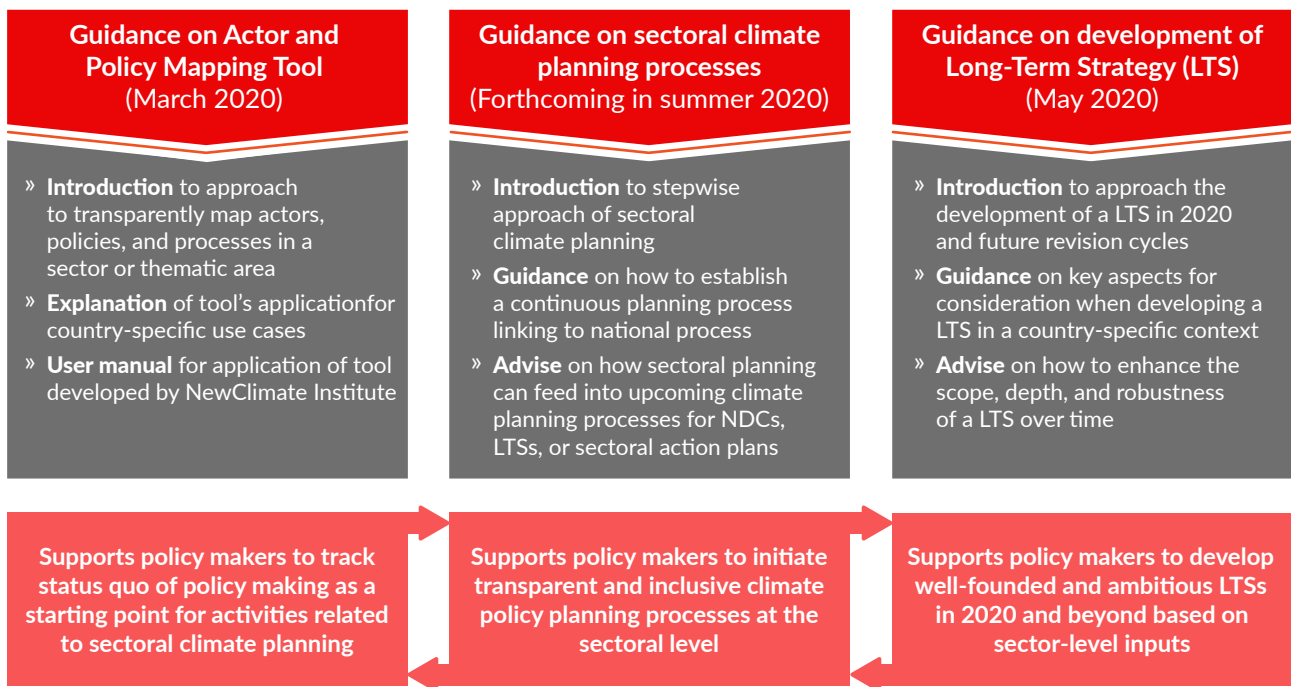 Guidance on Actor and
Policy Mapping Tool
(March 2020)
» Introduction to approach
to transparently map actors,
policies, and processes in a
sector or thematic area
» Explanation of tool's applicationfor
country-specific use cases
» User manual for application of tool
developed by NewClimate Institute
Supports policy makers to track
status quo of policy making as a
starting point for activities related
to sectoral climate planning
Guidance on sectoral climate
planning processes
(Forthcoming in summer 2020)
» Introduction to stepwise
approach of sectoral
climate planning
» Guidance on how to establish
a continuous planning process
linking to national process
» Advise on how sectoral planning
can feed into upcoming climate
planning processes for NDCs,
LTSs, or sectoral action plans
Supports policy makers to initiate
transparent and inclusive climate
policy planning processes at the
sectoral level
Guidance on development of
Long-Term Strategy (LTS)
(May 2020)
» Introduction to approach the
development of a LTS in 2020
and future revision cycles
» Guidance on key aspects for
consideration when developing a
LTS in a country-specific context
» Advise on how to enhance the
scope, depth, and robustness
of a LTS over time
Supports policy makers to develop
well-founded and ambitious LTSs
in 2020 and beyond based on
sector-level inputs